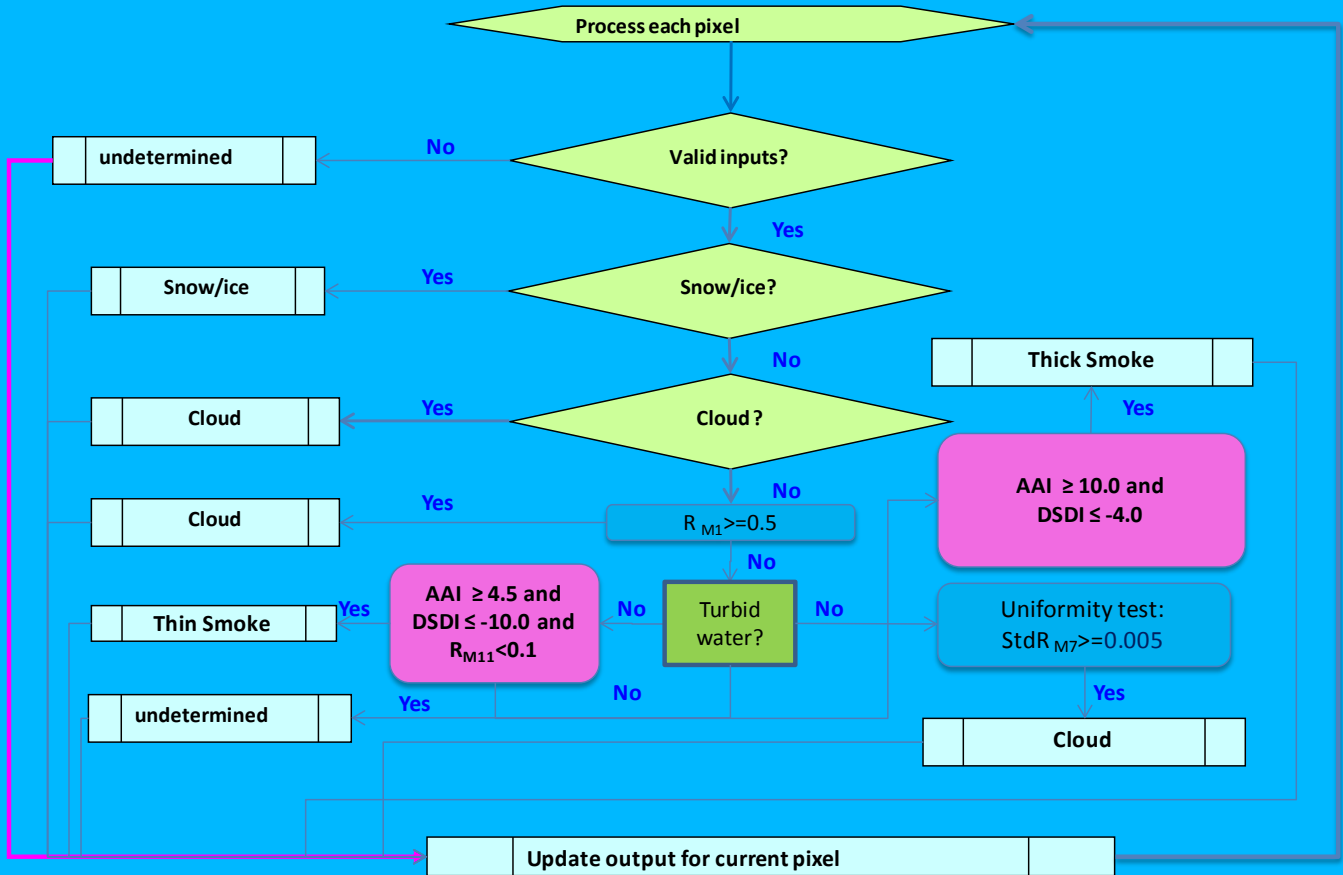 Process each pixel
undetermined
No
Valid inputs?
Yes
Snow/ice
Yes
Snow/ice?
No
Thick Smoke
Cloud
Yes
Cloud ?
Yes
No
AAI ≥ 10.0 and
DSDI ≤ -4.0
Cloud
Yes
R M1>=0.5
No
Thin Smoke
Yes
AAI ≥ 4.5 and
DSDI ≤ -10.0 and
RM11<0.1
No
Turbid
water?
No
Uniformity test:
StdR M7>=0.005
undetermined
Yes
No
Yes
Cloud
Update output for current pixel